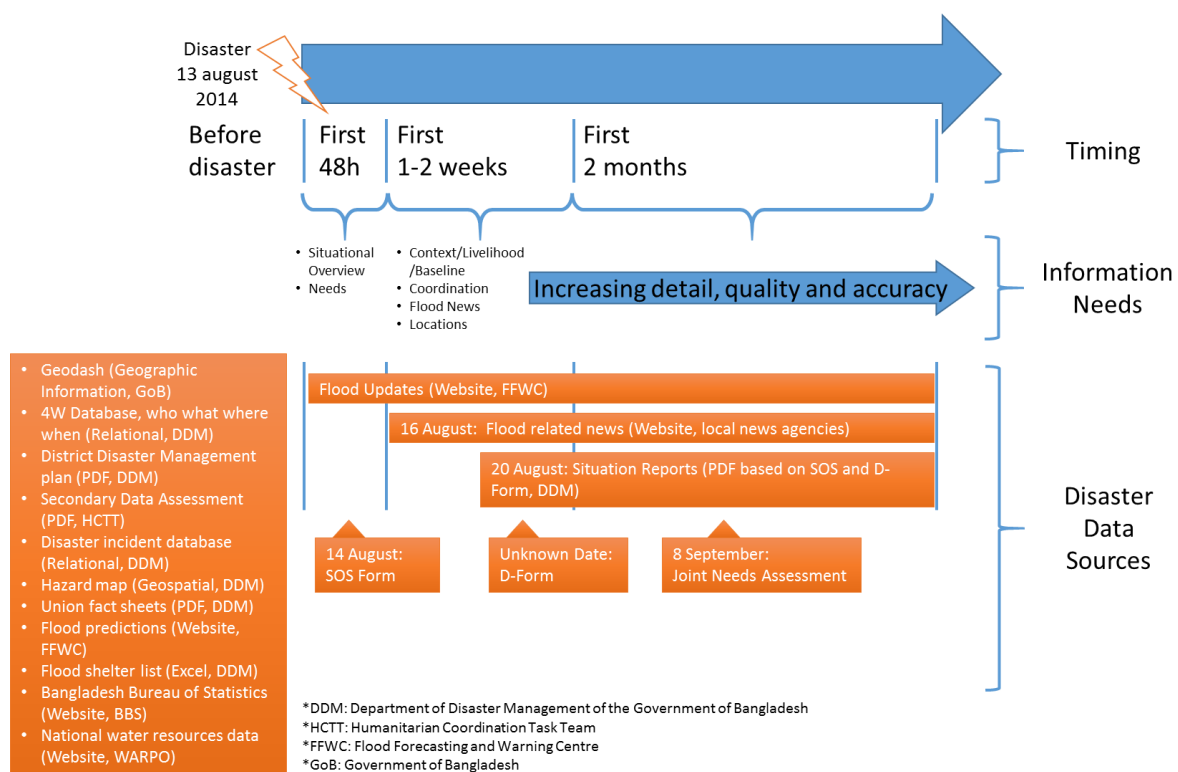 Disaster
13 august
2014
Before
disaster
First
48h
First
1-2 weeks
First
2 months
Timing
• Situational
Overview
• Needs
• Context/Livelihood
/Baseline
• Coordination
• Flood News
• Locations
Increasing detail, quality and accuracy
Information
Needs
• Geodash (Geographic
Information, GoB)
• 4W Database, who what where
when (Relational, DDM)
• District Disaster Management
plan (PDF, DDM)
• Secondary Data Assessment
(PDF, HCTT)
• Disaster incident database
(Relational, DDM)
• Hazard map (Geospatial, DDM)
• Union fact sheets (PDF, DDM)
• Flood predictions (Website,
FFWC)
• Flood shelter list (Excel, DDM)
• Bangladesh Bureau of Statistics
(Website, BBS)
• National water resources data
(Website, WARPO)
Flood Updates (Website, FFWC)
16 August: Flood related news (Website, local news agencies)
20 August: Situation Reports (PDF based on SOS and D-
Form, DDM)
14 August:
SOS Form
Unknown Date:
D-Form
8 September:
Joint Needs Assessment
Disaster
Data
Sources
*DDM: Department of Disaster Management of the Government of Bangladesh
*HCTT: Humanitarian Coordination Task Team
*FFWC: Flood Forecasting and Warning Centre
*GoB: Government of Bangladesh